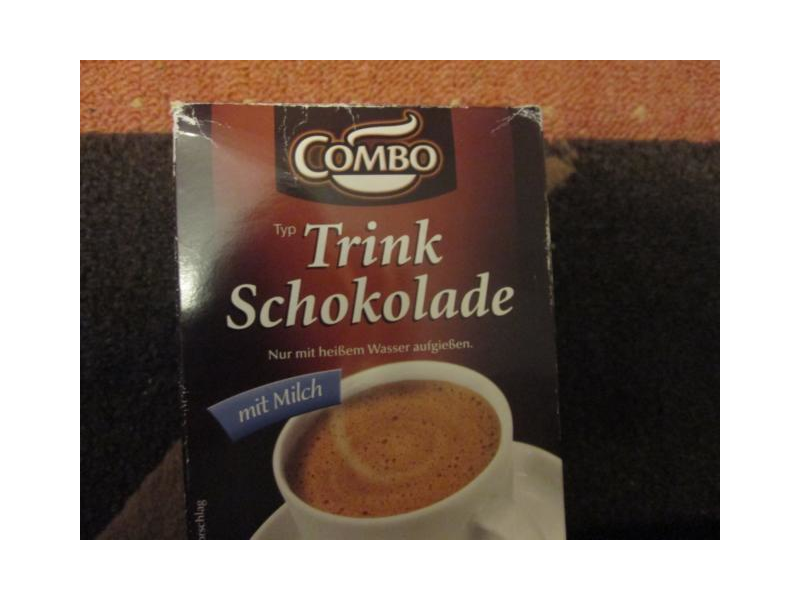 COMBO
Typ Trink
Schokolade
Nur mit heißem Wasser aufgießen.
mit Milch